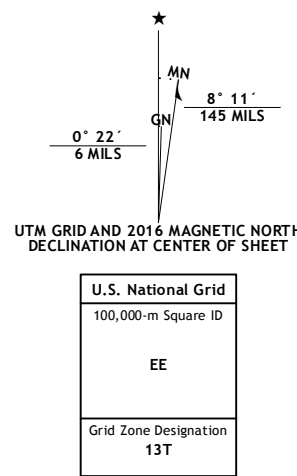 ★
MN
GN
8° 11´
145 MILS
0° 22´
6 MILS
UTM GRID AND 2016 MAGNETIC NORTH
DECLINATION AT CENTER OF SHEET
U.S. National Grid
100,000-m Square ID
EE
Grid Zone Designation
13T